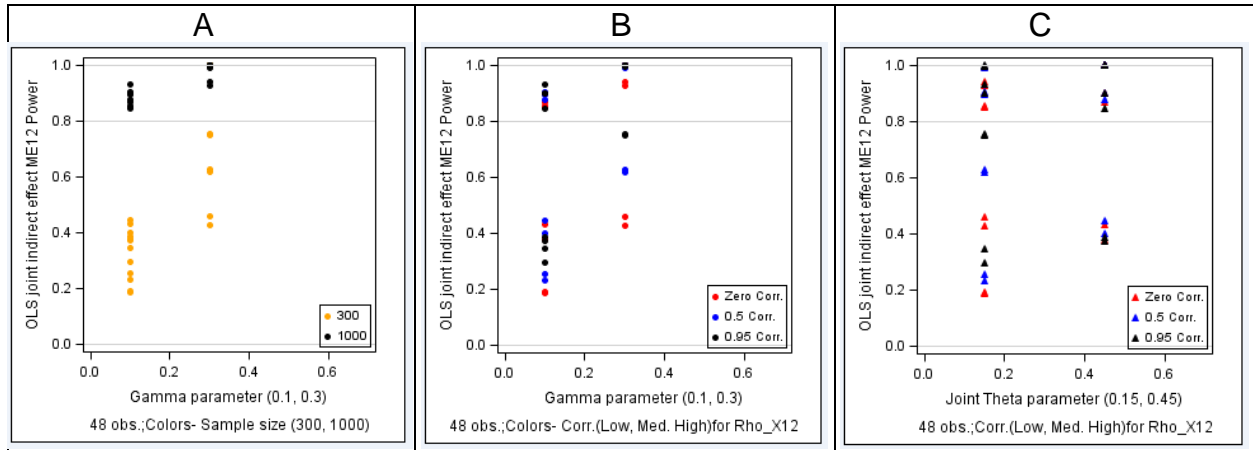 A
OLS joint indirect effect ME12 Power
1.0
0.8
0.6
0.4
0.2
0.0
300
1000
0.0 0.2 0.4 0.6
Gamma parameter (0.1, 0.3)
48 obs.;Colors- Sample size (300, 1000)
B
OLS joint indirect effect ME12 Power
1.0
0.8
0.6
0.4
0.2
0.0
Zero Corr.
0.5 Corr.
0.95 Corr.
0.0 0.2 0.4 0.6
Gamma parameter (0.1, 0.3)
48 obs.;Colors- Corr.(Low, Med. High)for Rho_X12
C
OLS joint indirect effect ME12 Power
1.0
0.8
0.6
0.4
0.2
0.0
Zero Corr.
0.5 Corr.
0.95 Corr.
0.0 0.2 0.4 0.6
Joint Theta parameter (0.15, 0.45)
48 obs.;Corr.(Low, Med. High)for Rho_X12